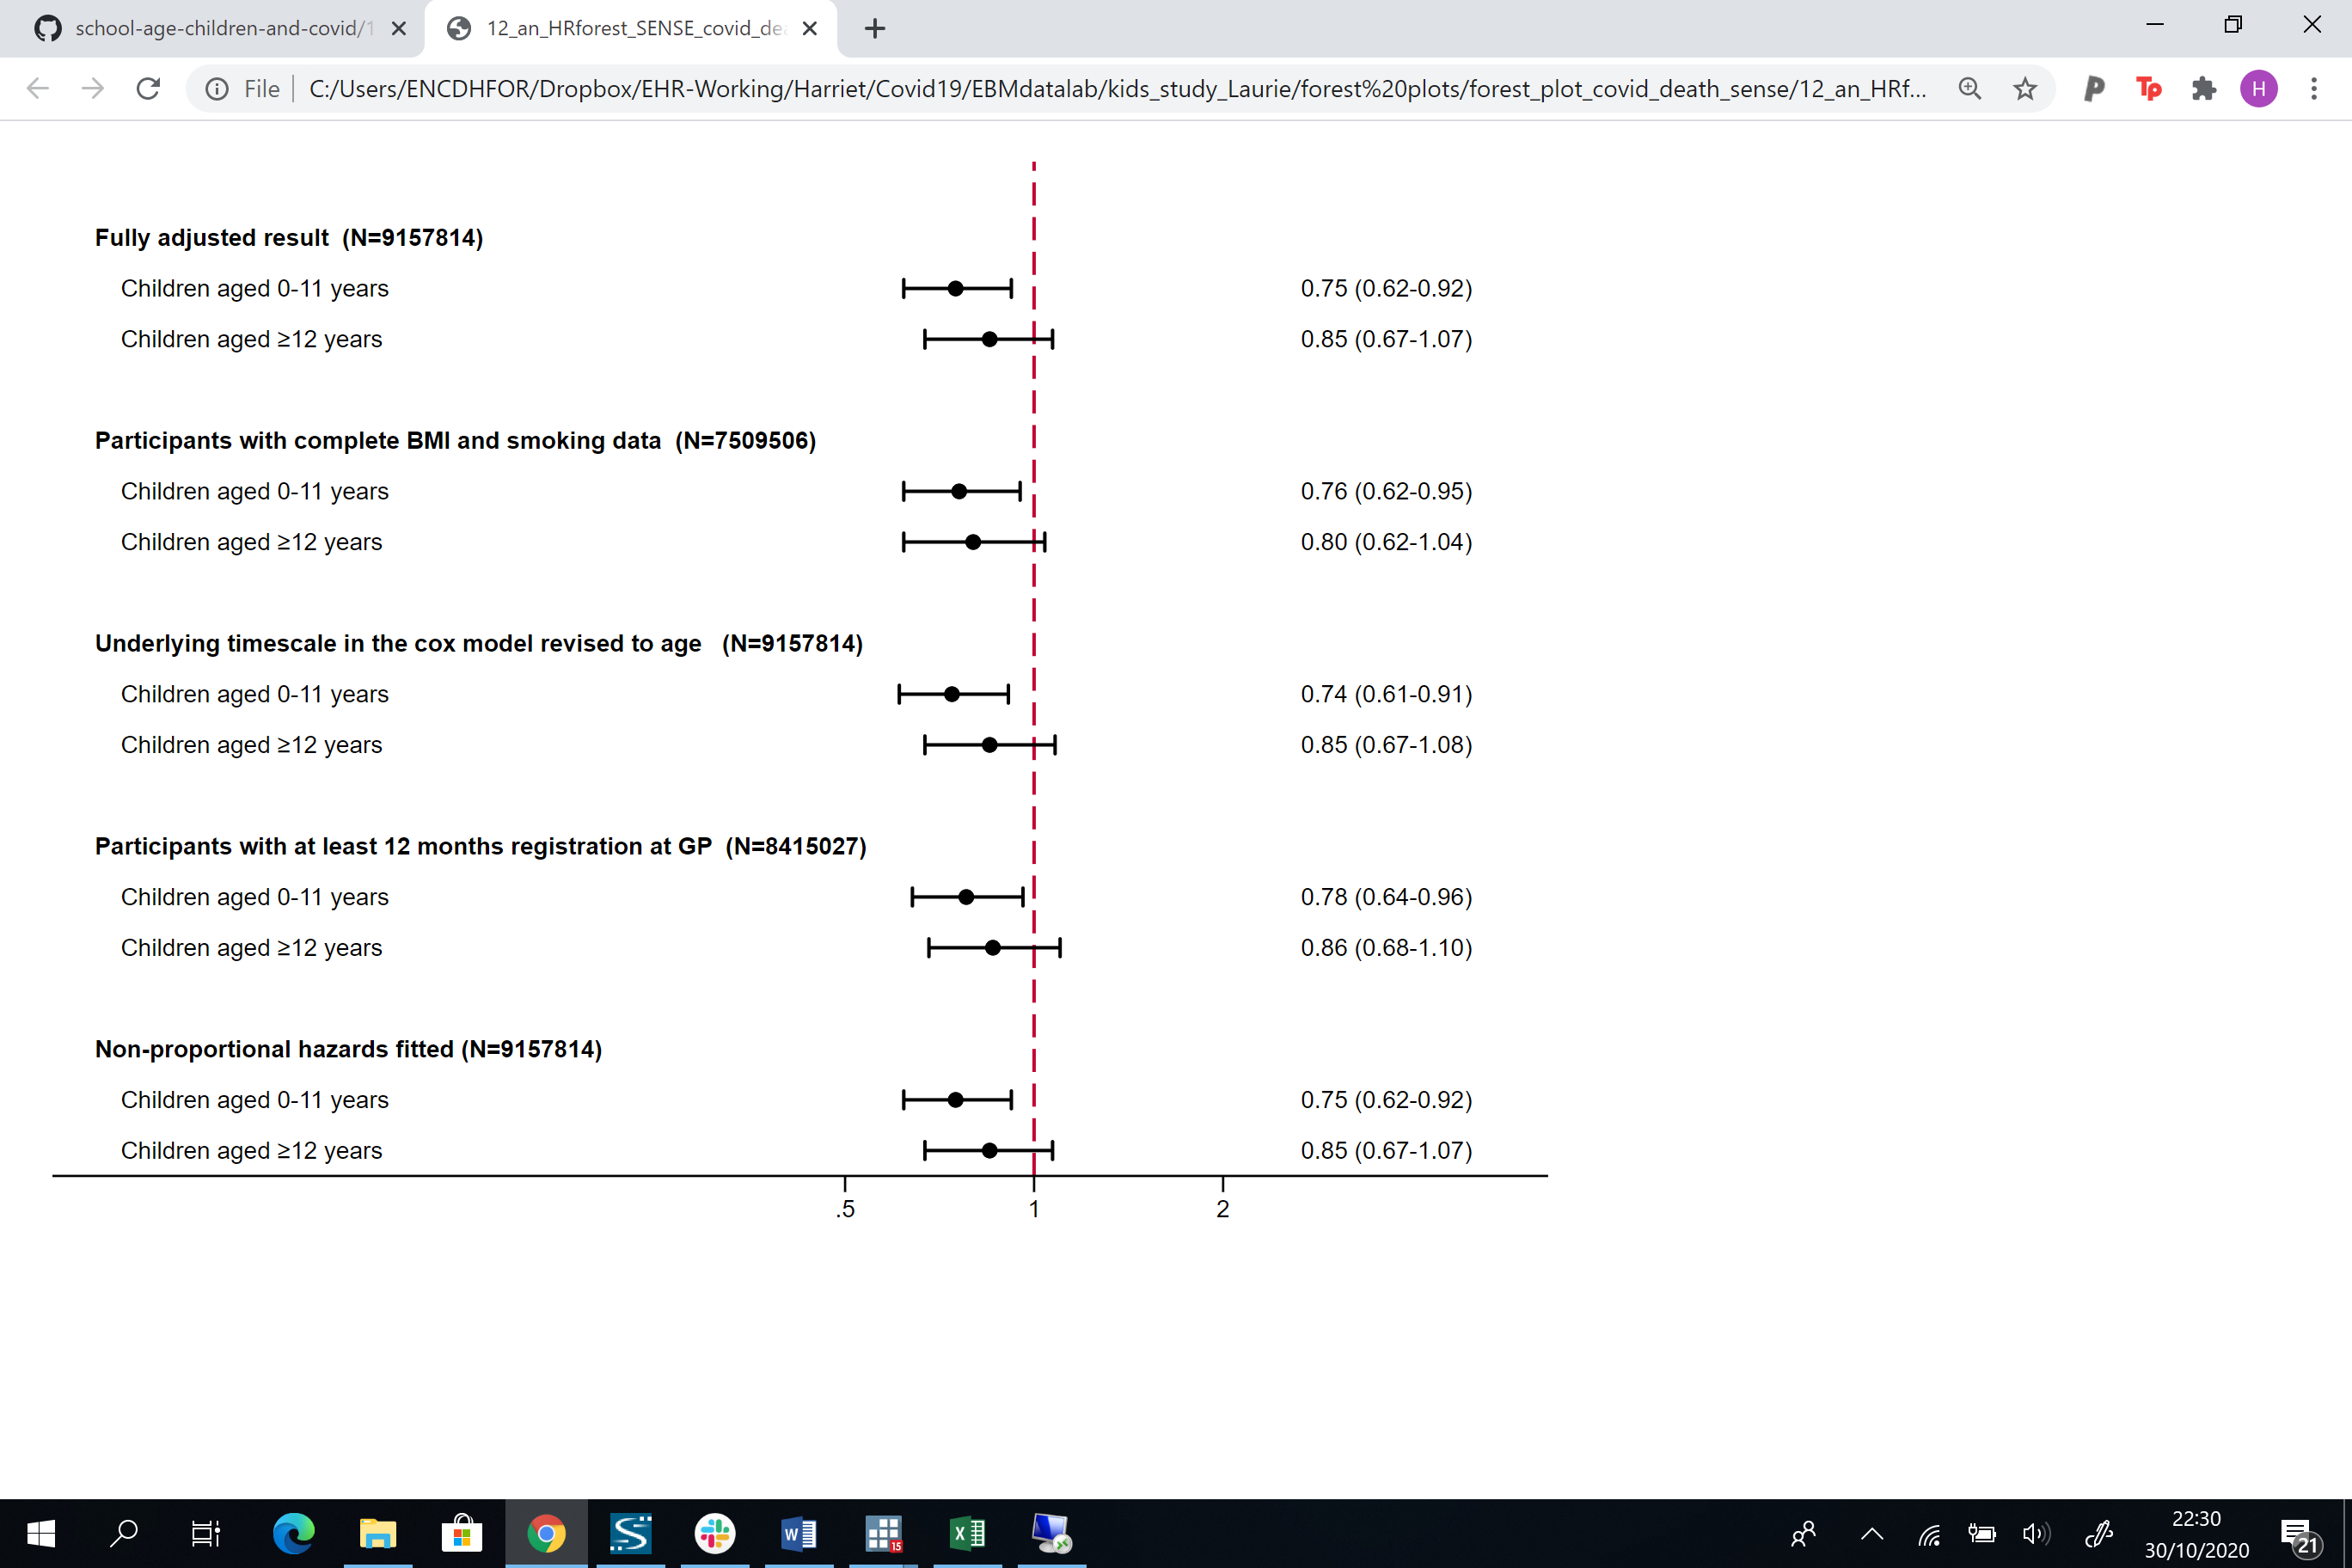 school-age-children-and-covid/1
12_an_HRforest_SENSE_covid_de
File
C:/Users/ENCDHFOR/Dropbox/EHR-Working/Harriet/Covid19/EBMdatalab/kids_study_Laurie/forest%20plots/forest_plot_covid_death_sense/12_an_HRf...
P
Tp
H
Fully adjusted result (N=9157814)
Children aged 0-11 years 0.75 (0.62-0.92)
Children aged ≥12 years 0.85 (0.67-1.07)
Participants with complete BMI and smoking data (N=7509506)
Children aged 0-11 years 0.76 (0.62-0.95)
Children aged ≥12 years 0.80 (0.62-1.04)
Underlying timescale in the cox model revised to age (N=9157814)
Children aged 0-11 years 0.74 (0.61-0.91)
Children aged ≥12 years 0.85 (0.67-1.08)
Participants with at least 12 months registration at GP (N=8415027)
Children aged 0-11 years 0.78 (0.64-0.96)
Children aged ≥12 years 0.86 (0.68-1.10)
Non-proportional hazards fitted (N=9157814)
Children aged 0-11 years 0.75 (0.62-0.92)
Children aged ≥12 years 0.85 (0.67-1.07)
.5 1 2
S
W
15
X
22:30
30/10/2020
21